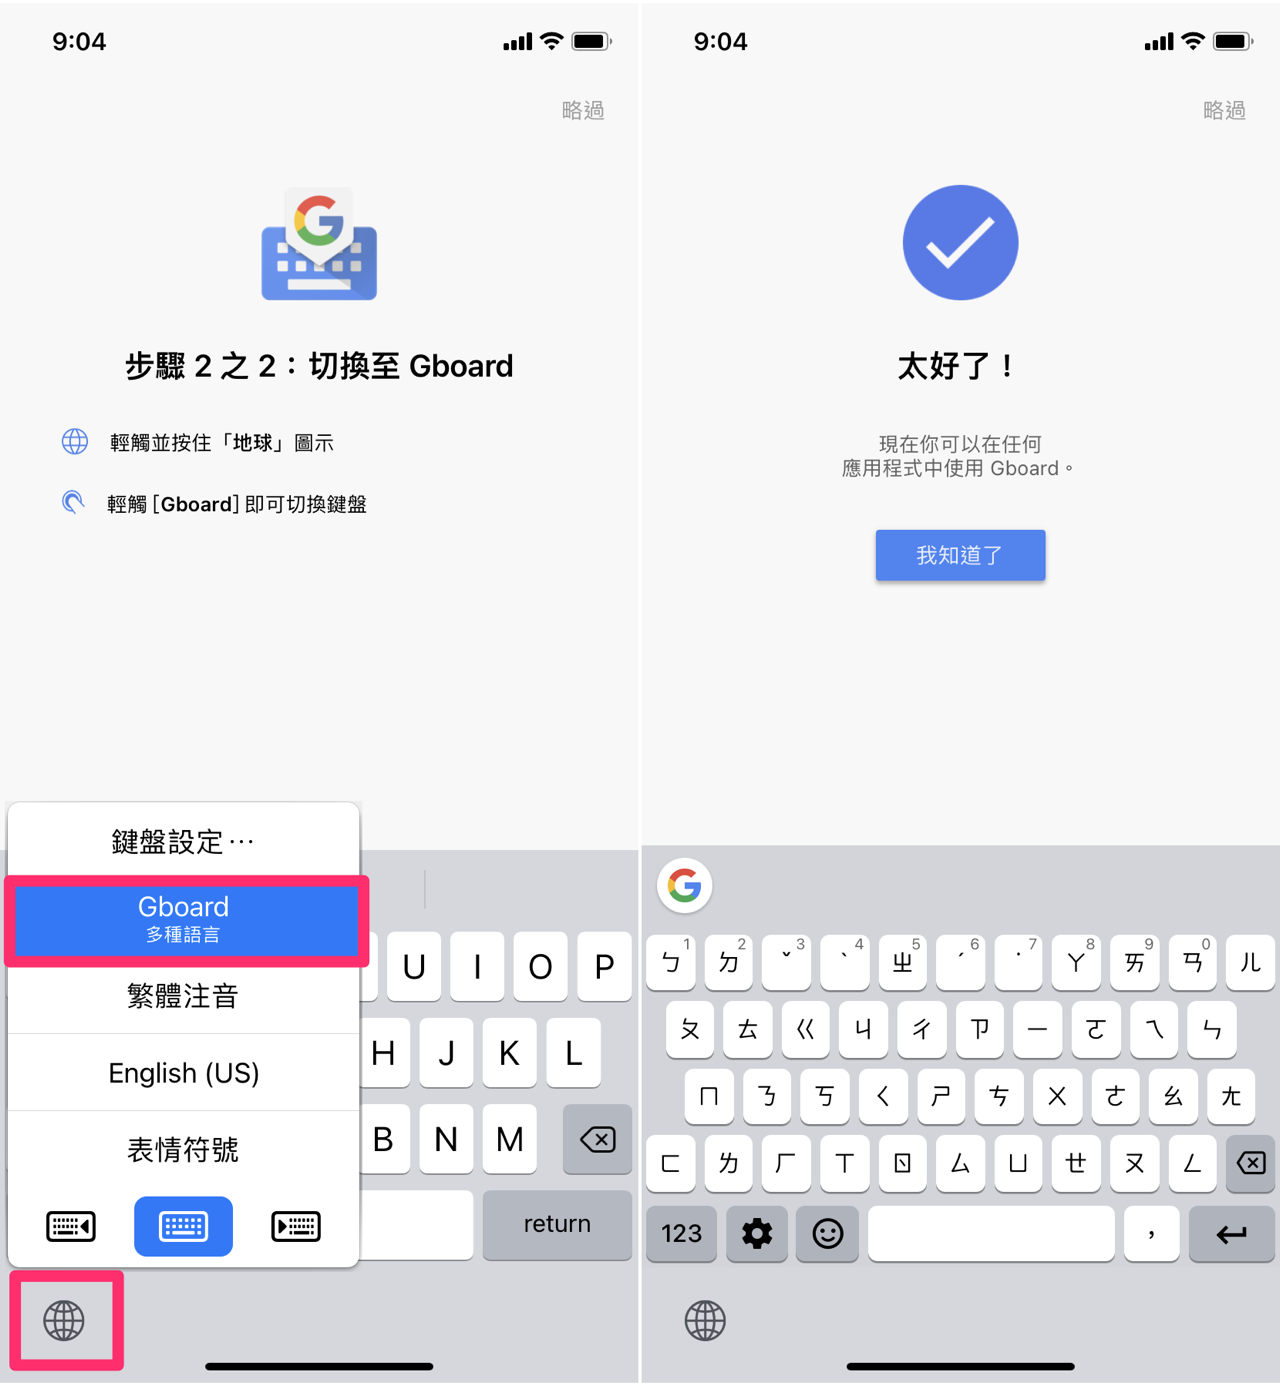 9:04
略過
步驟 2 之 2：切換至 Gboard
輕觸並按住「地球」圖示
輕觸 [Gboard] 即可切換鍵盤
鍵盤設定…
Gboard
多種語言
繁體注音
English (US)
表情符號
U I O P
H J K L
B N M
return
9:04
略過
太好了！
現在你可以在任何
應用程式中使用 Gboard。
我知道了
G
1 2 3 4 5 6 7 8 9 0
ㄅ ㄉ ˇ ˋ ㄓ ˊ ˙ ㄚ ㄞ ㄢ ㄦ
ㄆ ㄊ ㄍ ㄐ ㄔ ㄗ ㄧ ㄛ ㄟ ㄣ
ㄇ ㄋ ㄎ ㄑ ㄕ ㄘ ㄨ ㄜ ㄠ ㄤ
ㄈ ㄌ ㄏ ㄒ ㄖ ㄙ ㄩ ㄝ ㄡ ㄥ
123 ，